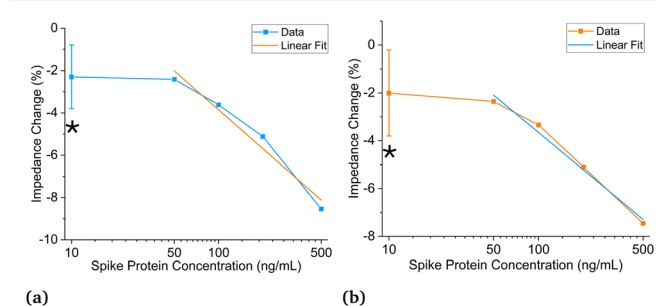 -2
-4
-6
-8
-10
10
50
100
500
Impedance Change (%)
Spike Protein Concentration (ng/mL)
Data
Linear Fit
*
(a)
0
-2
-4
-6
-8
10
50
100
500
Impedance Change (%)
Spike Protein Concentration (ng/mL)
Data
Linear Fit
*
(b)